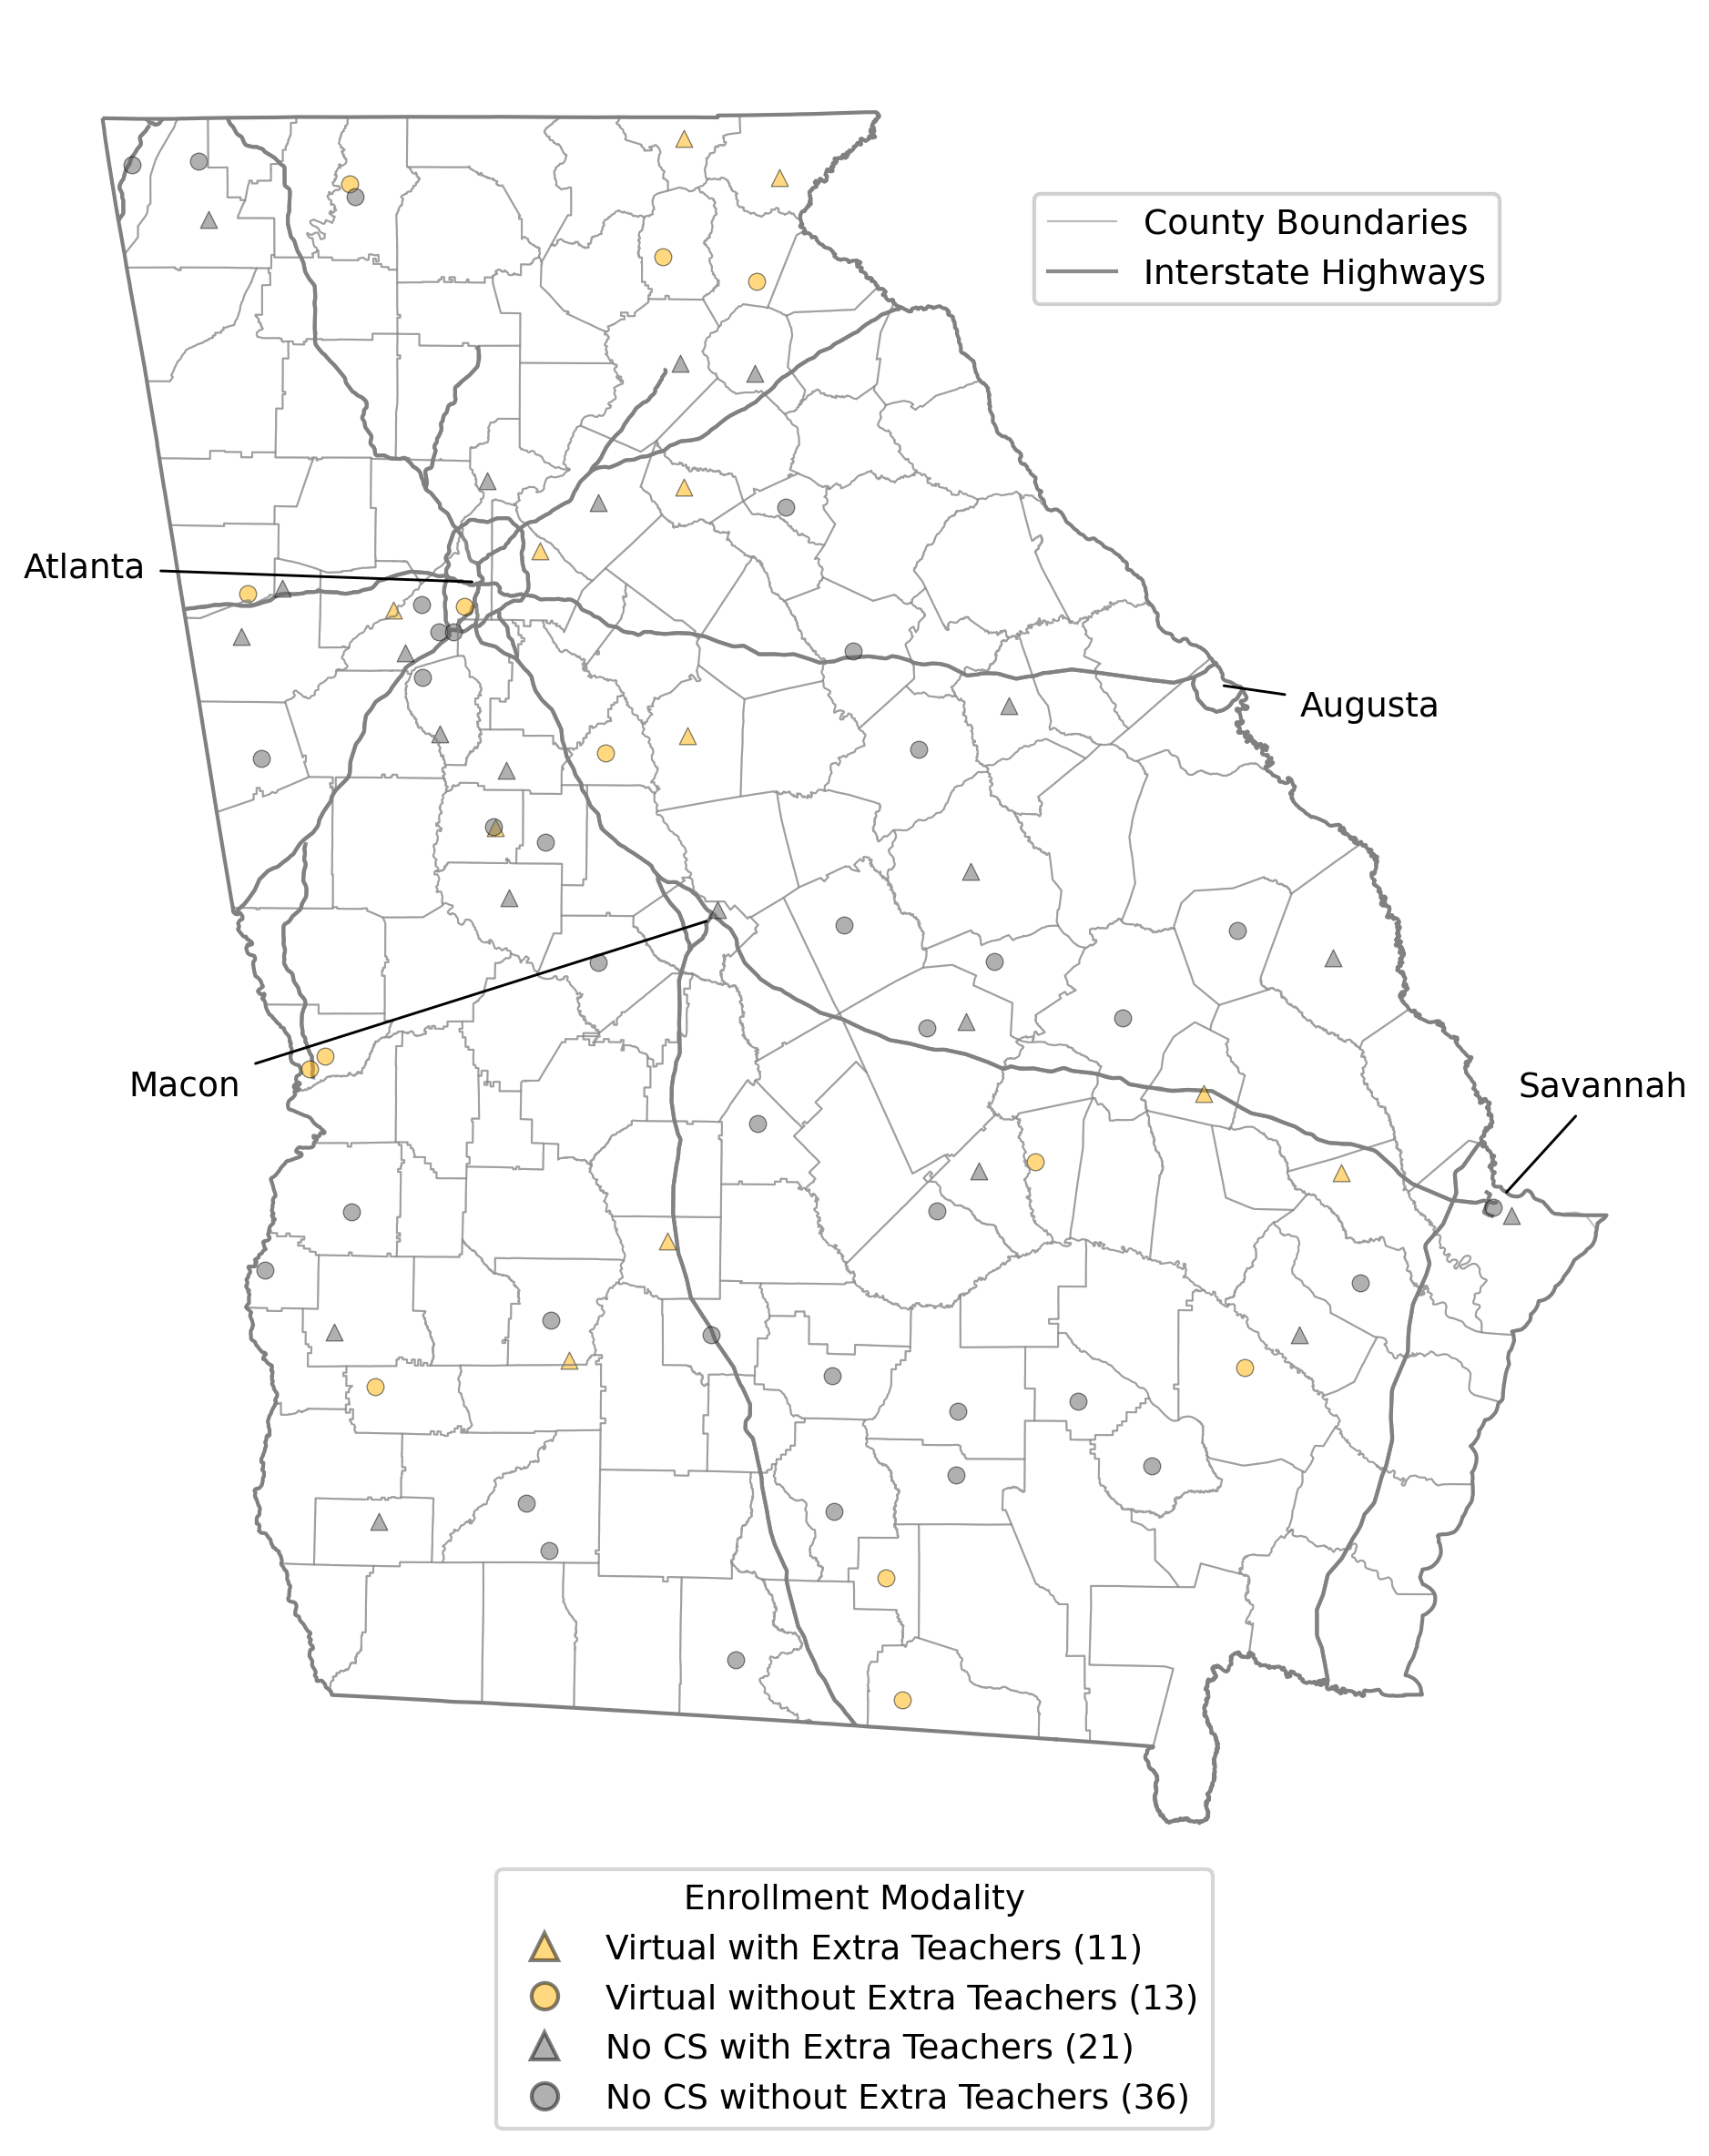 County Boundaries
Interstate Highways
Atlanta
Augusta
Macon
Savannah
Enrollment Modality
Virtual with Extra Teachers (11)
Virtual without Extra Teachers (13)
No CS with Extra Teachers (21)
No CS without Extra Teachers (36)